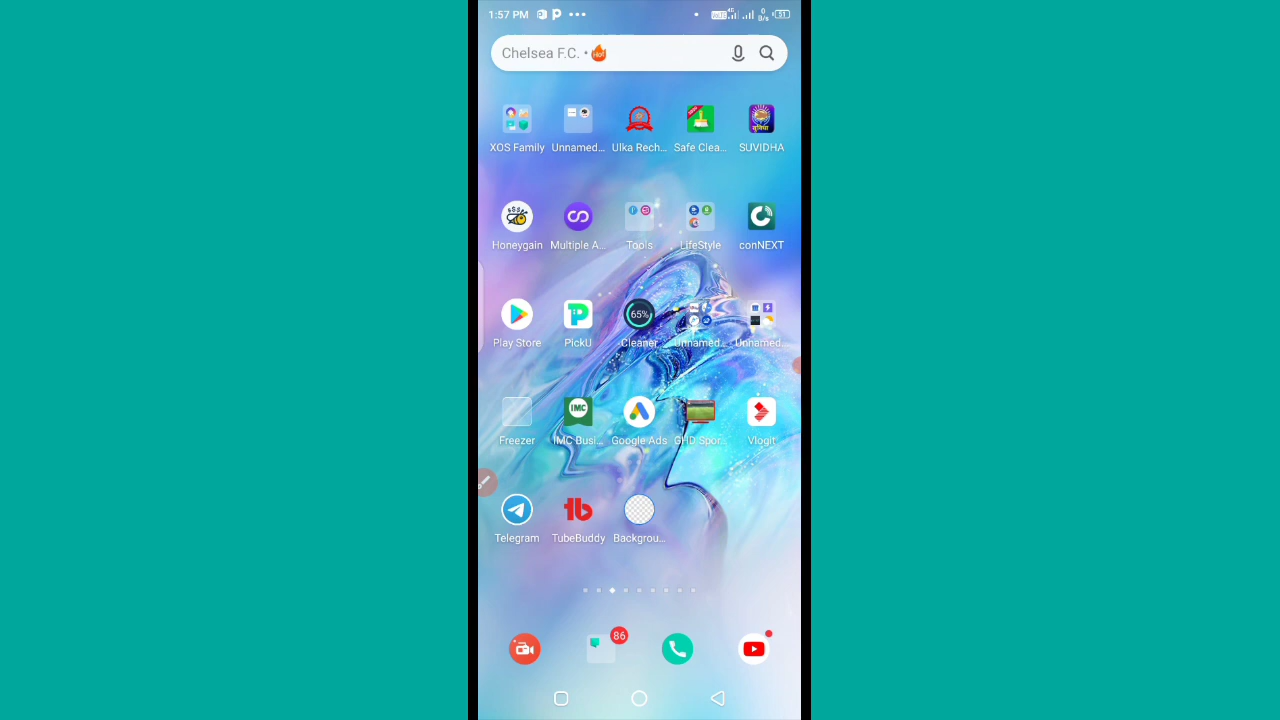 1:57 PM
Chelsea F.C. •
XOS Family Unnamed... Ulka Rech... Safe Clea... SUVIDHA
Honeygain Multiple A... Tools LifeStyle conNEXT
65%
Play Store PickU Cleaner Unnamed... Unnamed...
IMC
Freezer IMC Busi... Google Ads GHD Spor... Vlogit
Telegram TubeBuddy Backgrou...
86